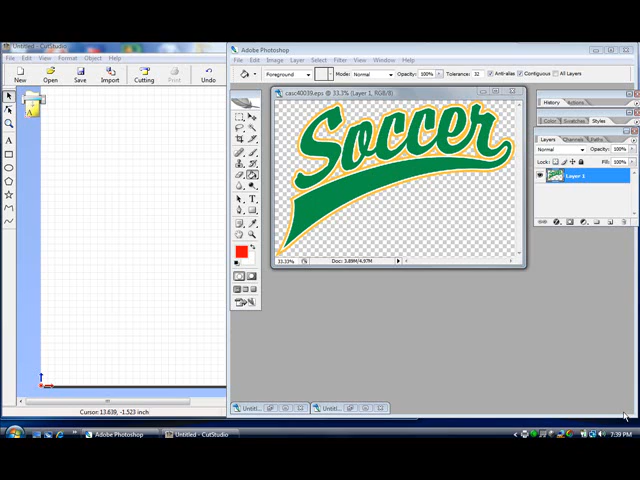 Untitled - CutStudio
File Edit View Format Object Help
New Open Save Import Cutting Print Undo
Cursor: 13.639, -1.523 inch
Adobe Photoshop
File Edit Image Layer Select Filter View Window Help
Foreground Mode: Normal Opacity: 100% Tolerance: 32 Anti-alias Contiguous All Layers
casc40039.eps @ 33.3% (Layer 1, RGB/8)
Soccer
33.33% Doc: 3.89M/4.97M
History Actions
Color Swatches Styles
Layers Channels Paths
Normal Opacity: 100%
Lock: Fill: 100%
Layer 1
Untitl... Untitl...
Adobe Photoshop Untitled - CutStudio 7:39 PM